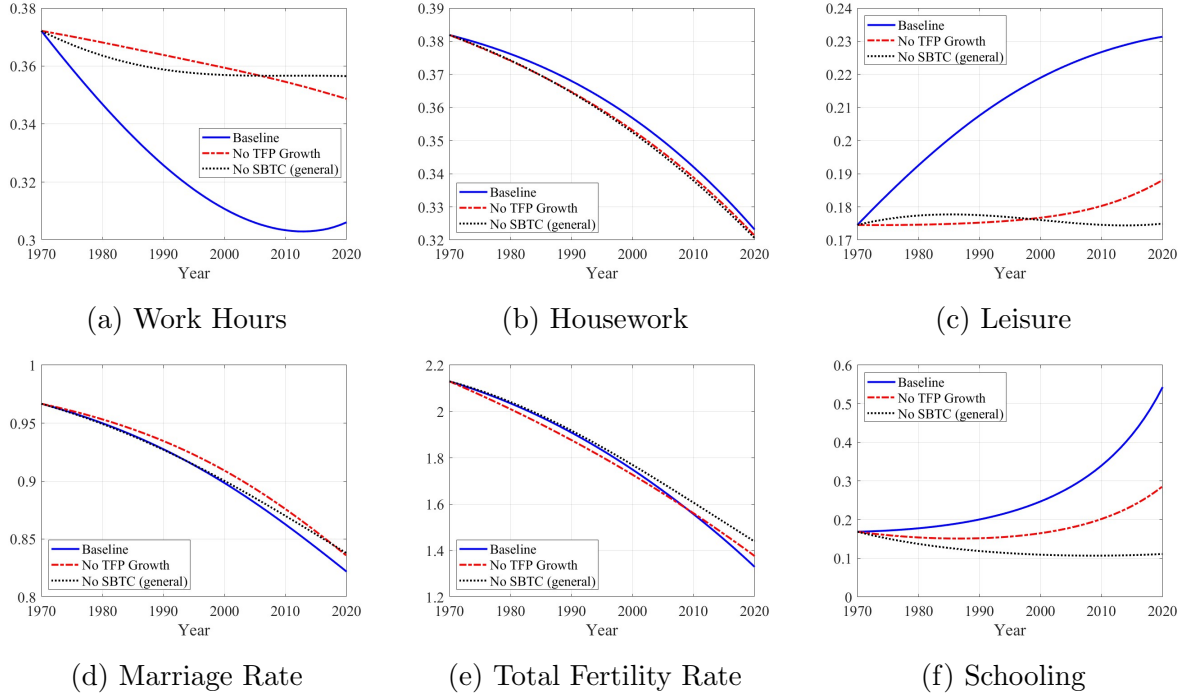 0.38
0.36
0.34
0.32
0.3
1970 1980 1990 2000 2010 2020
Year
Baseline
No TFP Growth
No SBTC (general)
(a) Work Hours
0.39
0.38
0.37
0.36
0.35
0.34
0.33
0.32
1970 1980 1990 2000 2010 2020
Year
Baseline
No TFP Growth
No SBTC (general)
(b) Housework
0.24
0.23
0.22
0.21
0.2
0.19
0.18
0.17
1970 1980 1990 2000 2010 2020
Year
Baseline
No TFP Growth
No SBTC (general)
(c) Leisure
1
0.95
0.9
0.85
0.8
1970 1980 1990 2000 2010 2020
Year
Baseline
No TFP Growth
No SBTC (general)
(d) Marriage Rate
2.2
2
1.8
1.6
1.4
1.2
1970 1980 1990 2000 2010 2020
Year
Baseline
No TFP Growth
No SBTC (general)
(e) Total Fertility Rate
0.6
0.5
0.4
0.3
0.2
0.1
0
1970 1980 1990 2000 2010 2020
Year
Baseline
No TFP Growth
No SBTC (general)
(f) Schooling